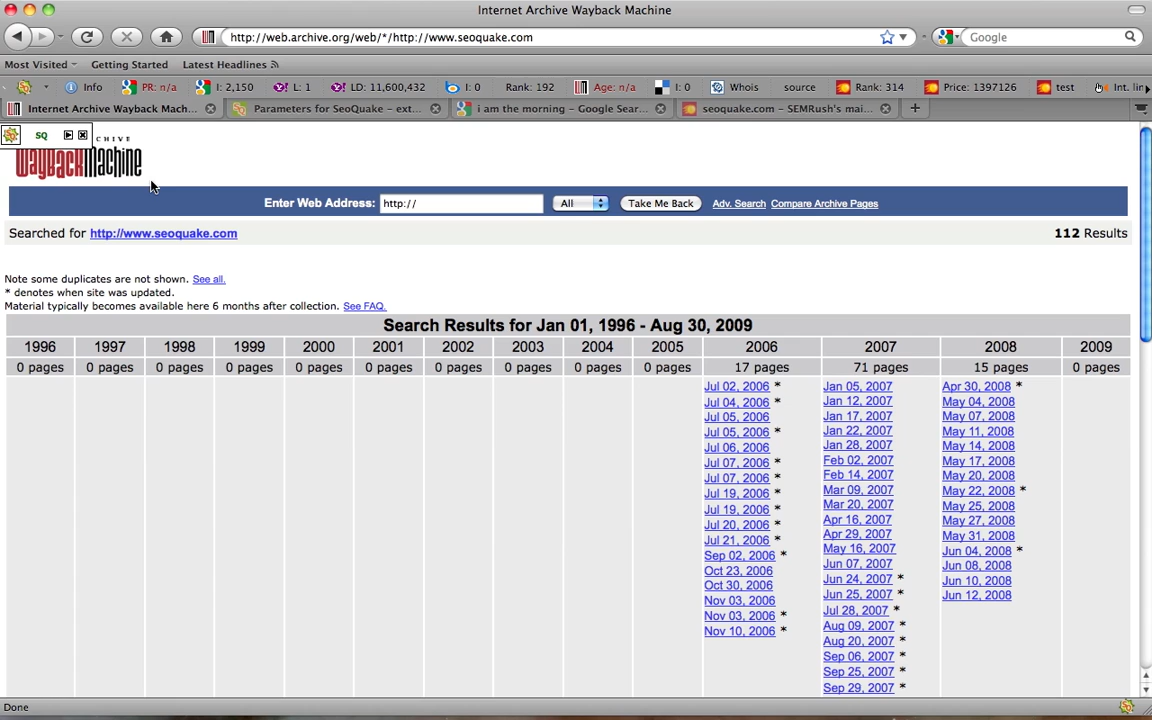 Internet Archive Wayback Machine
http://web.archive.org/web/*/http://www.seoquake.com
Google
Most Visited Getting Started Latest Headlines
Info PR: n/a I: 2,150 L: 1 LD: 11,600,432 I: 0 Rank: 192 Age: n/a I: 0 Whois source Rank: 314 Price: 1397126 test Int. lin
Internet Archive Wayback Mach... Parameters for SeoQuake – ext... i am the morning – Google Sear... seoquake.com – SEMRush's mai...
SQ CHIVE
WayBackMachine
Enter Web Address: http:// All Take Me Back Adv. Search Compare Archive Pages
Searched for http://www.seoquake.com 112 Results
Note some duplicates are not shown. See all.
* denotes when site was updated.
Material typically becomes available here 6 months after collection. See FAQ.
Search Results for Jan 01, 1996 - Aug 30, 2009
1996 1997 1998 1999 2000 2001 2002 2003 2004 2005 2006 2007 2008 2009
0 pages 0 pages 0 pages 0 pages 0 pages 0 pages 0 pages 0 pages 0 pages 0 pages 17 pages 71 pages 15 pages 0 pages
Jul 02, 2006 * Jan 05, 2007 Apr 30, 2008 *
Jul 04, 2006 * Jan 12, 2007 May 04, 2008
Jul 05, 2006 Jan 17, 2007 May 07, 2008
Jul 05, 2006 * Jan 22, 2007 May 11, 2008
Jul 06, 2006 Jan 28, 2007 May 14, 2008
Jul 07, 2006 * Feb 02, 2007 May 17, 2008
Jul 07, 2006 * Feb 14, 2007 May 20, 2008
Jul 19, 2006 * Mar 09, 2007 May 22, 2008 *
Jul 19, 2006 * Mar 20, 2007 May 25, 2008
Jul 20, 2006 * Apr 16, 2007 May 27, 2008
Jul 21, 2006 * Apr 29, 2007 May 31, 2008
Sep 02, 2006 * May 16, 2007 Jun 04, 2008 *
Oct 23, 2006 Jun 07, 2007 Jun 08, 2008
Oct 30, 2006 Jun 24, 2007 * Jun 10, 2008
Nov 03, 2006 Jun 25, 2007 * Jun 12, 2008
Nov 03, 2006 * Jul 28, 2007 *
Nov 10, 2006 * Aug 09, 2007 *
Aug 20, 2007 *
Sep 06, 2007 *
Sep 25, 2007 *
Sep 29, 2007 *
Done